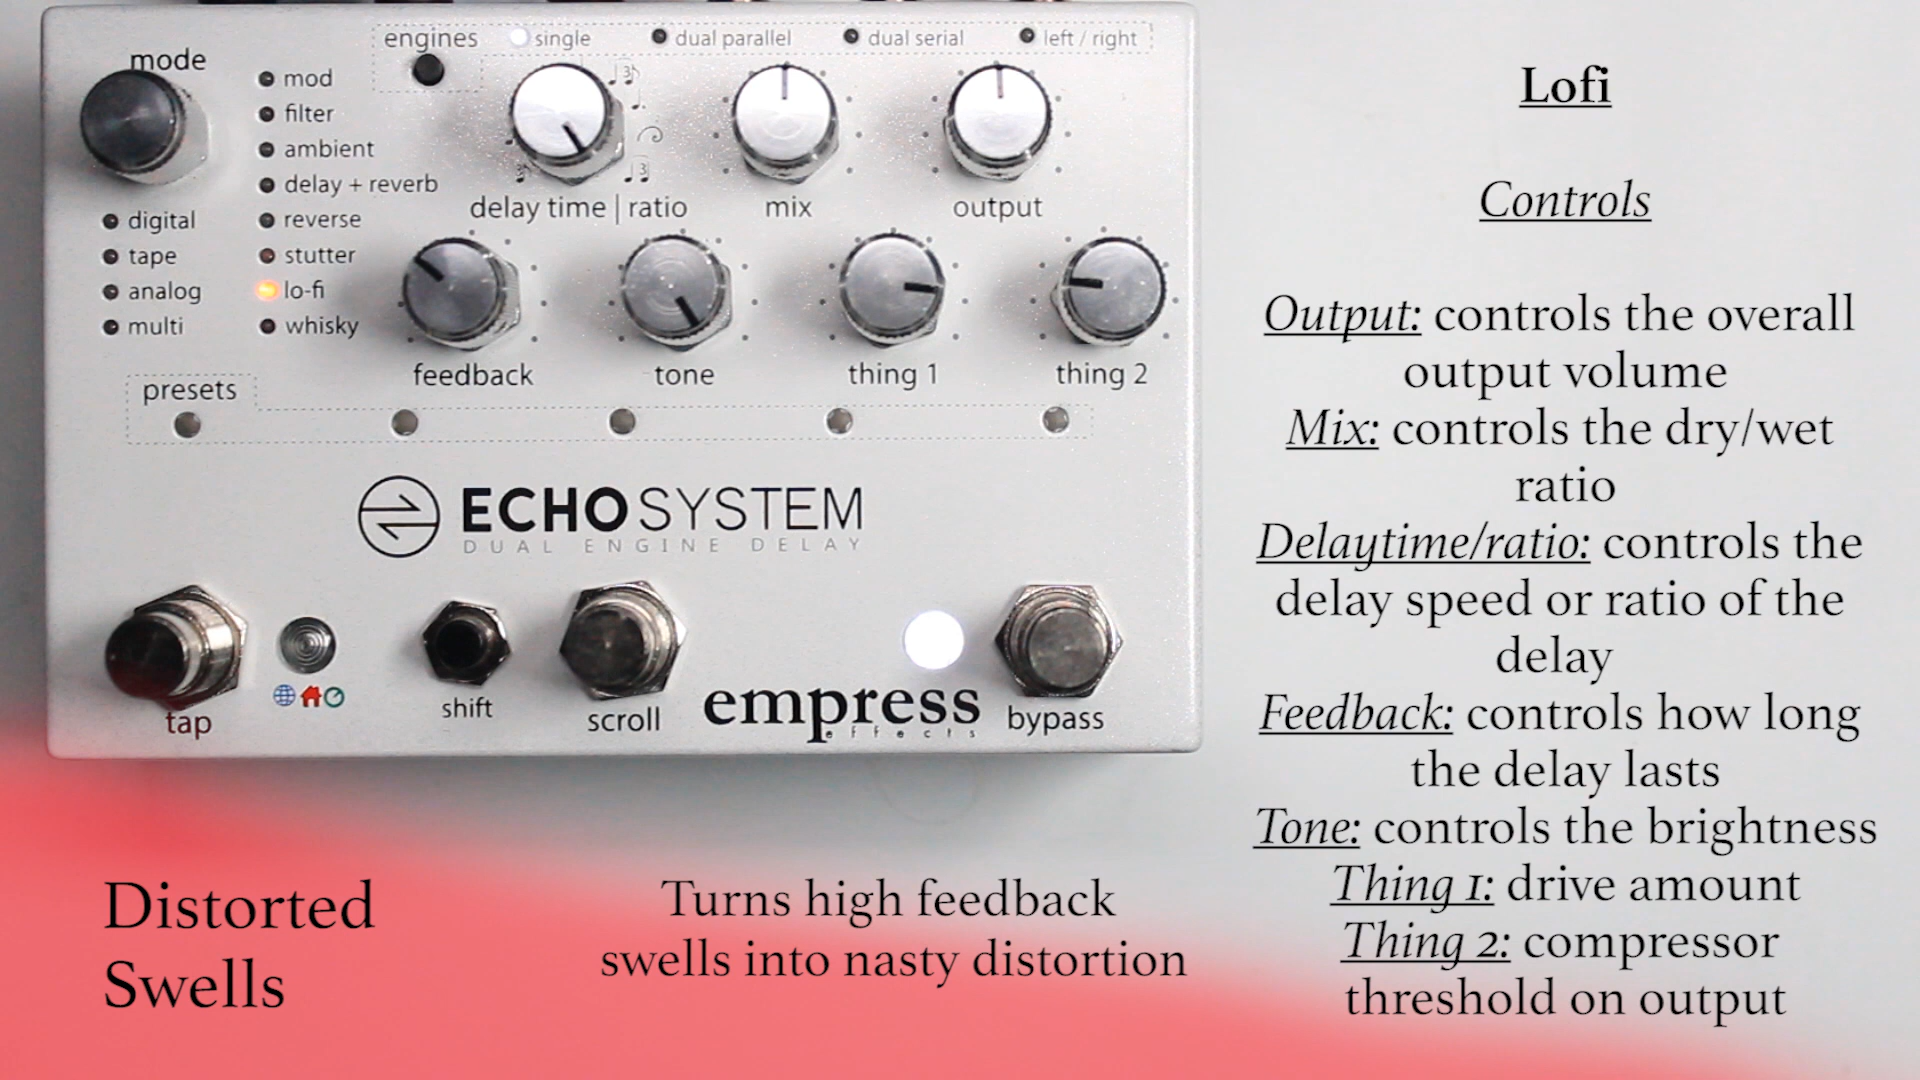 mode
engines
single
dual parallel
dual serial
left / right
mod
filter
ambient
delay + reverb
reverse
stutter
lo-fi
whisky
digital
tape
analog
multi
delay time | ratio
mix
output
feedback
tone
thing 1
thing 2
presets
ECHOSYSTEM
DUAL ENGINE DELAY
tap
shift
scroll
empress
effects
bypass
Distorted
Swells
Turns high feedback
swells into nasty distortion
Lofi
Controls
Output: controls the overall
output volume
Mix: controls the dry/wet
ratio
Delaytime/ratio: controls the
delay speed or ratio of the
delay
Feedback: controls how long
the delay lasts
Tone: controls the brightness
Thing 1: drive amount
Thing 2: compressor
threshold on output